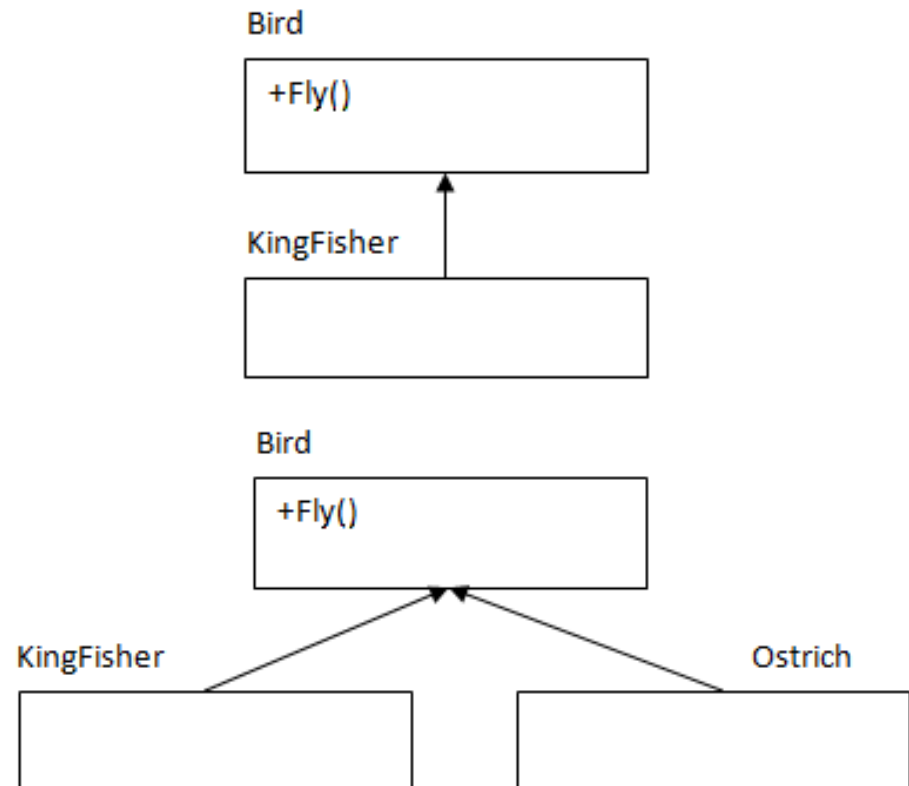 Bird
+Fly()
KingFisher
Bird
+Fly()
KingFisher
Ostrich